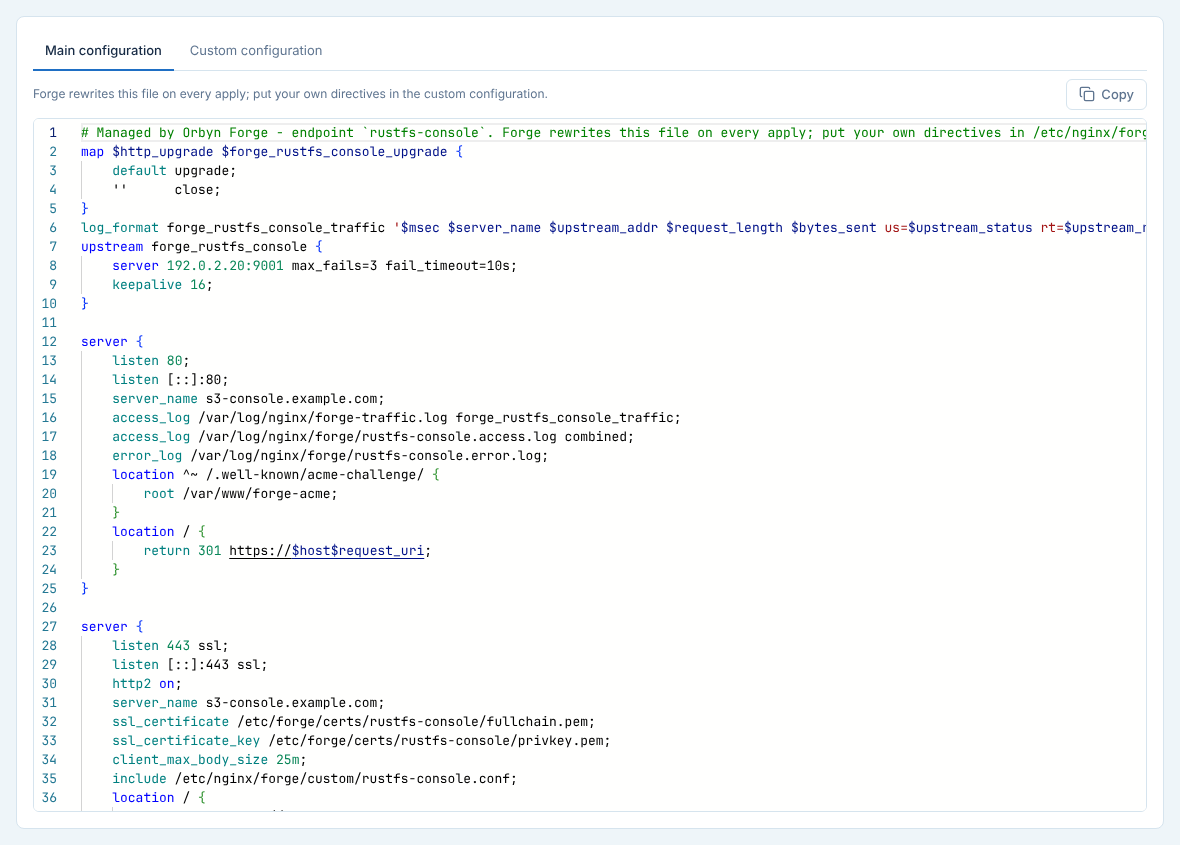 Main configuration Custom configuration
Forge rewrites this file on every apply; put your own directives in the custom configuration.
Copy
1 # Managed by Orbyn Forge - endpoint `rustfs-console`. Forge rewrites this file on every apply; put your own directives in /etc/nginx/forg
2 map $http_upgrade $forge_rustfs_console_upgrade {
3     default upgrade;
4     ''      close;
5 }
6 log_format forge_rustfs_console_traffic '$msec $server_name $upstream_addr $request_length $bytes_sent us=$upstream_status rt=$upstream_r
7 upstream forge_rustfs_console {
8     server 192.0.2.20:9001 max_fails=3 fail_timeout=10s;
9     keepalive 16;
10 }
11
12 server {
13     listen 80;
14     listen [::]:80;
15     server_name s3-console.example.com;
16     access_log /var/log/nginx/forge-traffic.log forge_rustfs_console_traffic;
17     access_log /var/log/nginx/forge/rustfs-console.access.log combined;
18     error_log /var/log/nginx/forge/rustfs-console.error.log;
19     location ^~ /.well-known/acme-challenge/ {
20         root /var/www/forge-acme;
21     }
22     location / {
23         return 301 https://$host$request_uri;
24     }
25 }
26
27 server {
28     listen 443 ssl;
29     listen [::]:443 ssl;
30     http2 on;
31     server_name s3-console.example.com;
32     ssl_certificate /etc/forge/certs/rustfs-console/fullchain.pem;
33     ssl_certificate_key /etc/forge/certs/rustfs-console/privkey.pem;
34     client_max_body_size 25m;
35     include /etc/nginx/forge/custom/rustfs-console.conf;
36     location / {